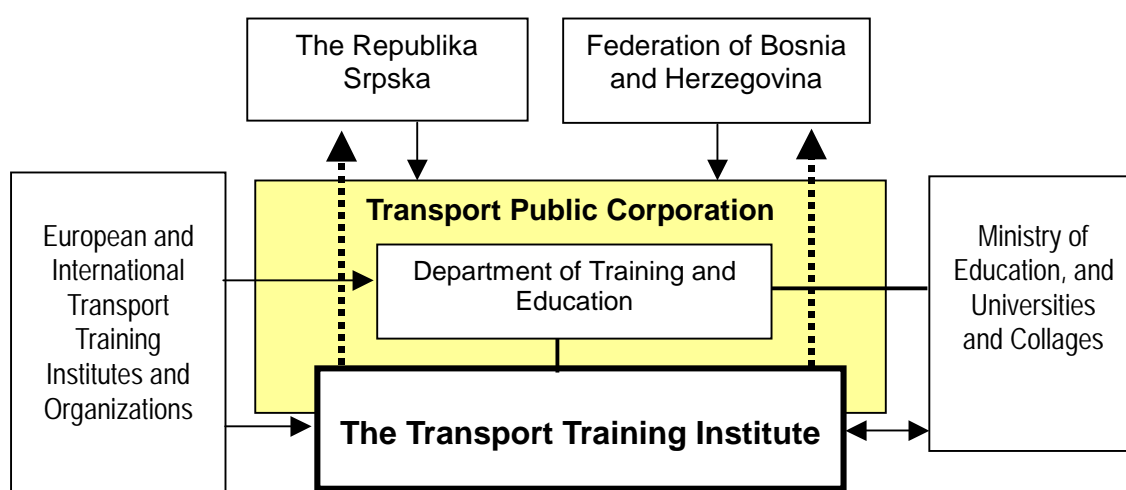 The Republika
Srpska
Federation of Bosnia
and Herzegovina
European and
International
Transport
Training
Institutes and
Organizations
Transport Public Corporation
Department of Training and
Education
Ministry of
Education, and
Universities
and Collages
The Transport Training Institute